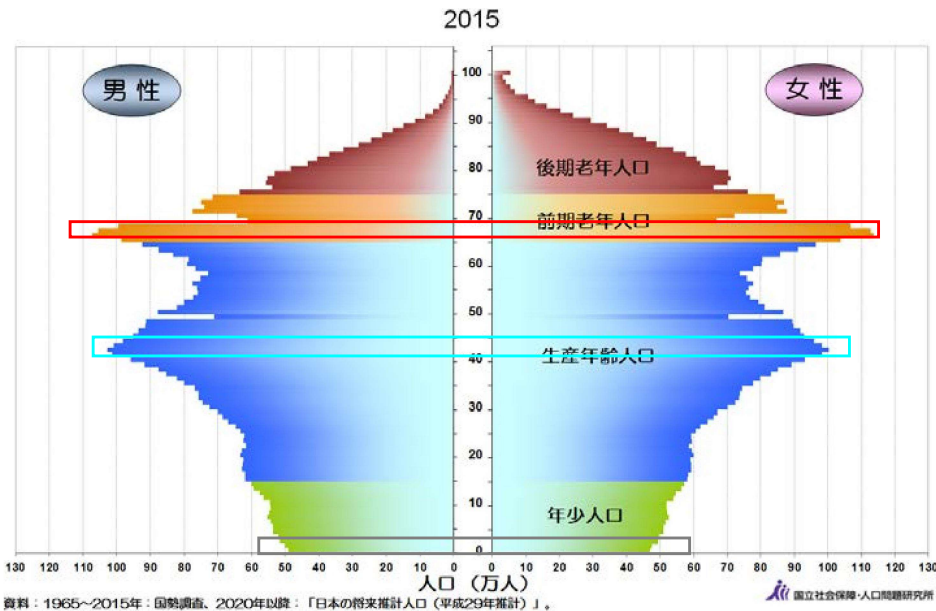 2015
男性
女性
100
90
80
70
60
50
40
30
20
10
0
後期老年人口
前期老年人口
生産年齢人口
年少人口
130 120 110 100 90 80 70 60 50 40 30 20 10 0
0 10 20 30 40 50 60 70 80 90 100 110 120 130
人口(万人)
資料:1965～2015年:国勢調査、2020年以降:「日本の将来推計人口(平成29年推計)」。
国立社会保障・人口問題研究所